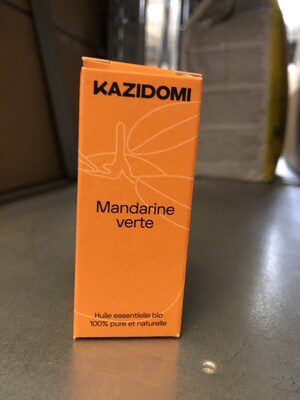 KAZIDOMI
Mandarine
verte
Huile essentielle bio
100% pure et naturelle